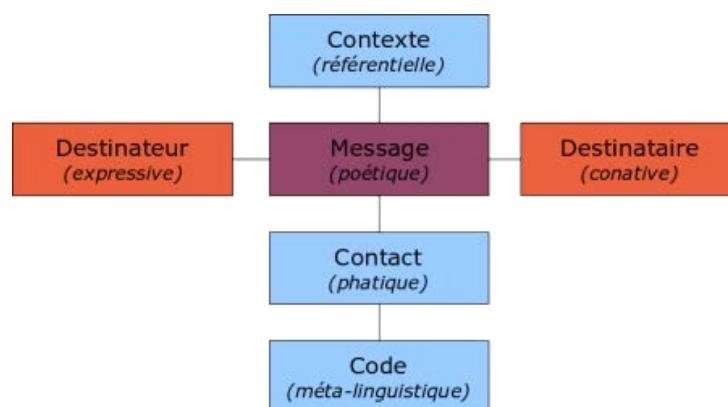 Contexte
(référentielle)
Destinateur
(expressive)
Message
(poétique)
Destinataire
(conative)
Contact
(phatique)
Code
(méta-linguistique)